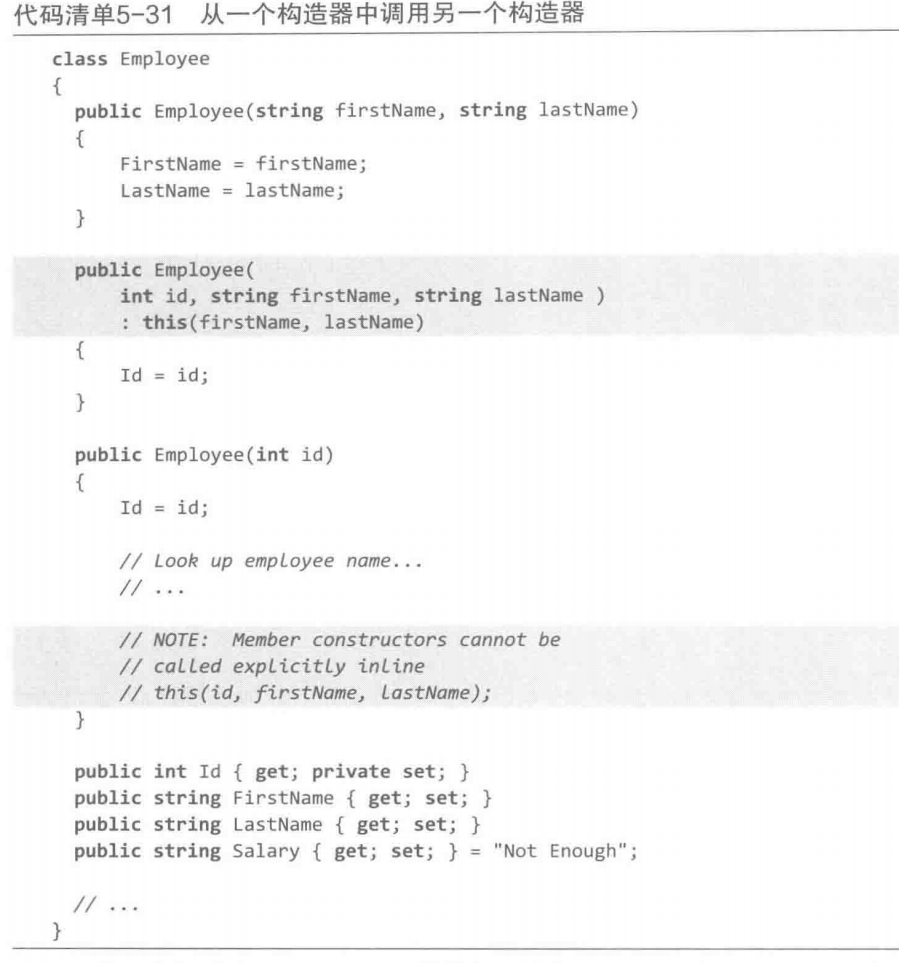 代码清单5-31 从一个构造器中调用另一个构造器
class Employee
{
public Employee(string firstName, string lastName)
{
FirstName = firstName;
LastName = lastName;
}
public Employee(
int id, string firstName, string lastName )
: this(firstName, lastName)
{
Id = id;
}
public Employee(int id)
{
Id = id;
// Look up employee name...
// ...
// NOTE: Member constructors cannot be
// called explicitly inline
// this(id, firstName, lastName);
}
public int Id { get; private set; }
public string FirstName { get; set; }
public string LastName { get; set; }
public string Salary { get; set; } = "Not Enough";
// ...
}